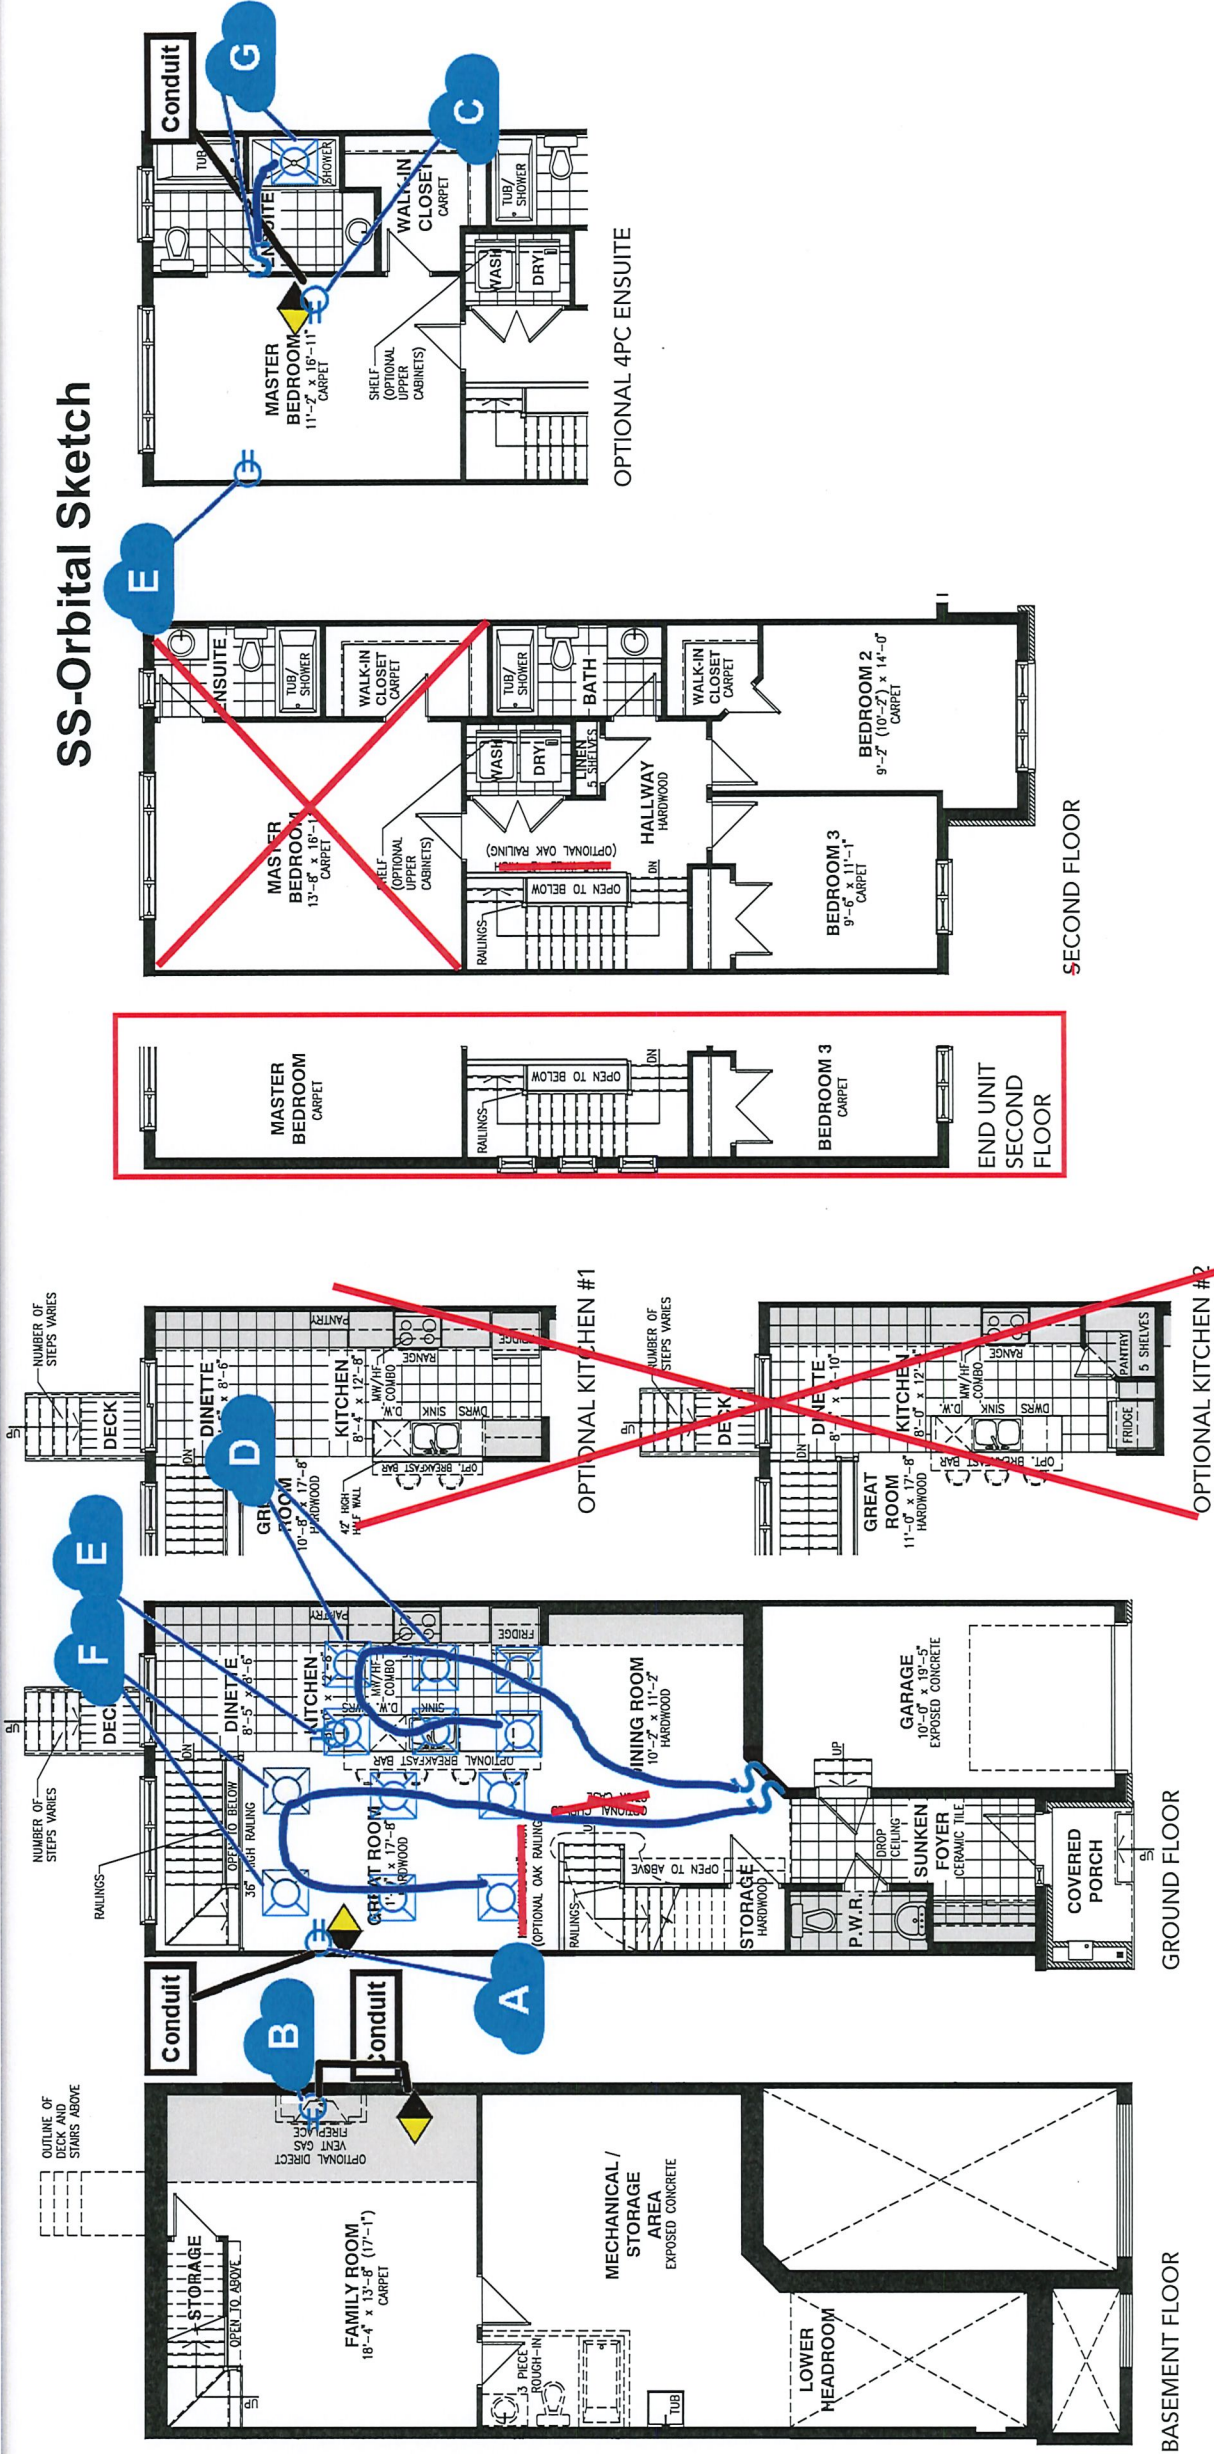 SS-Orbital Sketch
OUTLINE OF
DECK AND
STAIRS ABOVE
STORAGE
OPEN TO ABOVE
UP
FAMILY ROOM
18'-4" x 13'-8" (17'-1")
CARPET
OPTIONAL DIRECT
VENT GAS
FIREPLACE
B
Conduit
3 PIECE
ROUGH-IN
TUB
MECHANICAL /
STORAGE
AREA
EXPOSED CONCRETE
LOWER
HEADROOM
BASEMENT FLOOR
Conduit
A
F
E
D
NUMBER OF
STEPS VARIES
RAILINGS
UP
DN
OPEN TO BELOW
DINETTE
KITCHEN
PANTRY
MW/HF
COMBO
D.W.
SINK
FRIDGE
OPTIONAL BREAKFAST BAR
GREAT ROOM
(OPTIONAL OAK RAILING)
DINING ROOM
10'-2" x 11'-2"
HARDWOOD
RAILINGS
OPEN TO ABOVE
STORAGE
HARDWOOD
P.W.R.
DROP
CEILING
SUNKEN
FOYER
CERAMIC TILE
UP
GARAGE
10'-0" x 19'-5"
EXPOSED CONCRETE
COVERED
PORCH
UP
GROUND FLOOR
NUMBER OF
STEPS VARIES
UP
DECK
DN
DINETTE
KITCHEN
8'-4" x 12'-8"
PANTRY
MW/HF
COMBO
RANGE
D.W.
SINK
DWRS
FRIDGE
OPT. BREAKFAST BAR
ROOM
10'-8" x 17'-8"
HARDWOOD
42" HIGH
HALF WALL
OPTIONAL KITCHEN #1
NUMBER OF
STEPS VARIES
UP
DECK
DN
DINETTE
KITCHEN
MW/HF
COMBO
RANGE
D.W.
SINK
DWRS
PANTRY
5 SHELVES
FRIDGE
OPT. BREAKFAST BAR
GREAT
ROOM
11'-0" x 17'-8"
HARDWOOD
OPTIONAL KITCHEN #2
MASTER
BEDROOM
CARPET
RAILINGS
OPEN TO BELOW
DN
BEDROOM 3
CARPET
END UNIT
SECOND
FLOOR
MASTER
BEDROOM
CARPET
ENSUITE
TUB/
SHOWER
WALK-IN
CLOSET
CARPET
SHELF
(OPTIONAL
UPPER
CABINETS)
WASH
DRY
LINEN
5 SHELVES
TUB/
SHOWER
BATH
WALK-IN
CLOSET
CARPET
HALLWAY
HARDWOOD
(OPTIONAL OAK RAILING)
RAILINGS
OPEN TO BELOW
DN
BEDROOM 3
9'-6" x 11'-1"
CARPET
BEDROOM 2
9'-2" (10'-2") x 14'-0"
CARPET
SECOND FLOOR
E
Conduit
G
C
TUB
SHOWER
ENSUITE
MASTER
BEDROOM
11'-2" x 16'-11"
CARPET
WALK-IN
CLOSET
CARPET
SHELF
(OPTIONAL
UPPER
CABINETS)
WASH
DRY
TUB/
SHOWER
OPTIONAL 4PC ENSUITE